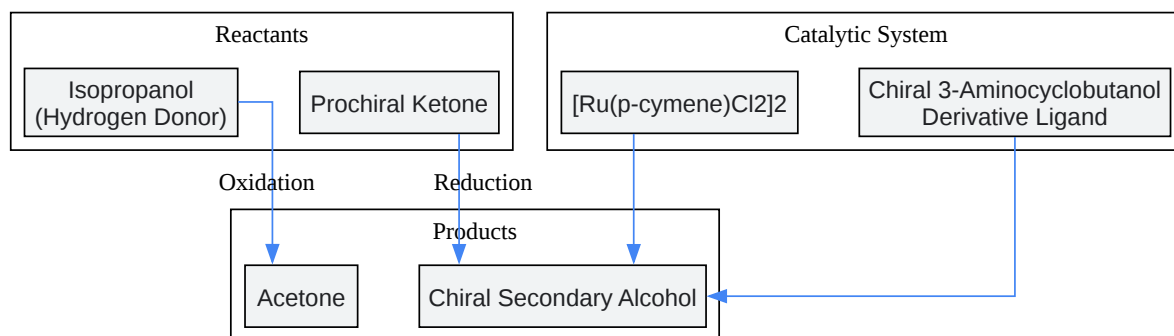 Reactants
Catalytic System
Isopropanol
(Hydrogen Donor)
Prochiral Ketone
[Ru(p-cymene)Cl2]2
Chiral 3-Aminocyclobutanol
Derivative Ligand
Oxidation
Reduction
Products
Acetone
Chiral Secondary Alcohol